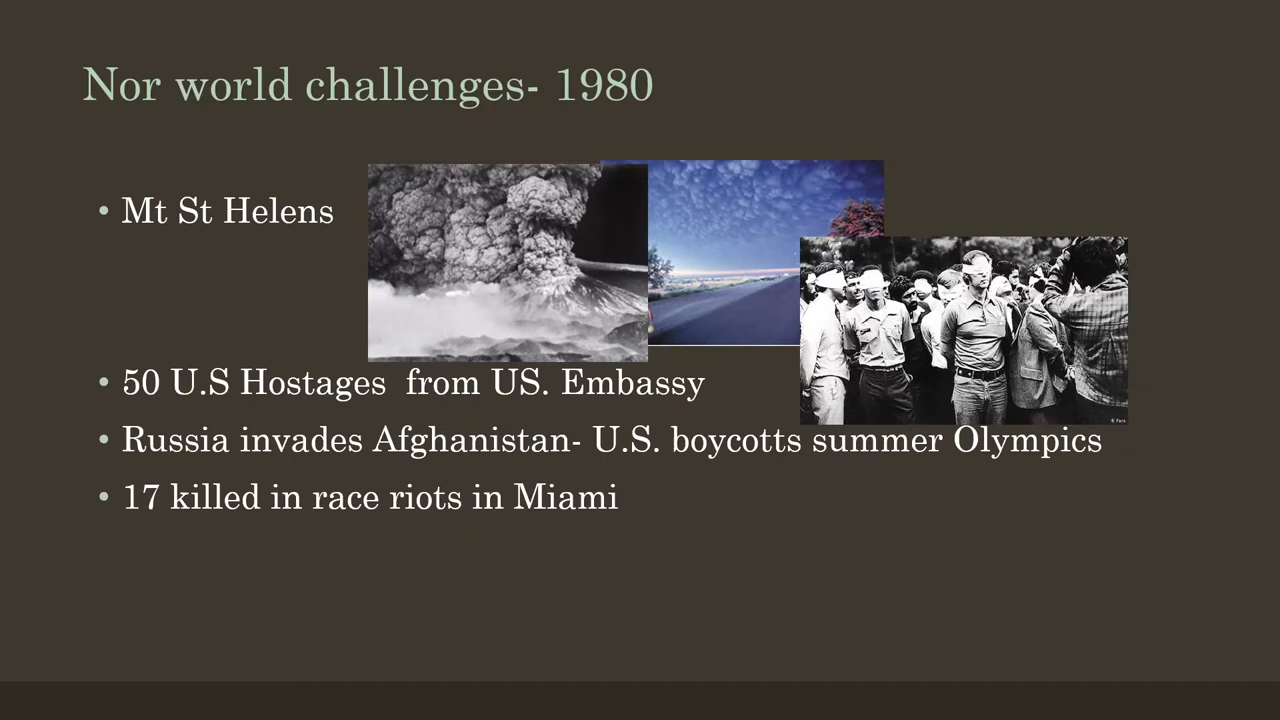 Nor world challenges- 1980
• Mt St Helens
• 50 U.S Hostages  from US. Embassy
• Russia invades Afghanistan- U.S. boycotts summer Olympics
• 17 killed in race riots in Miami